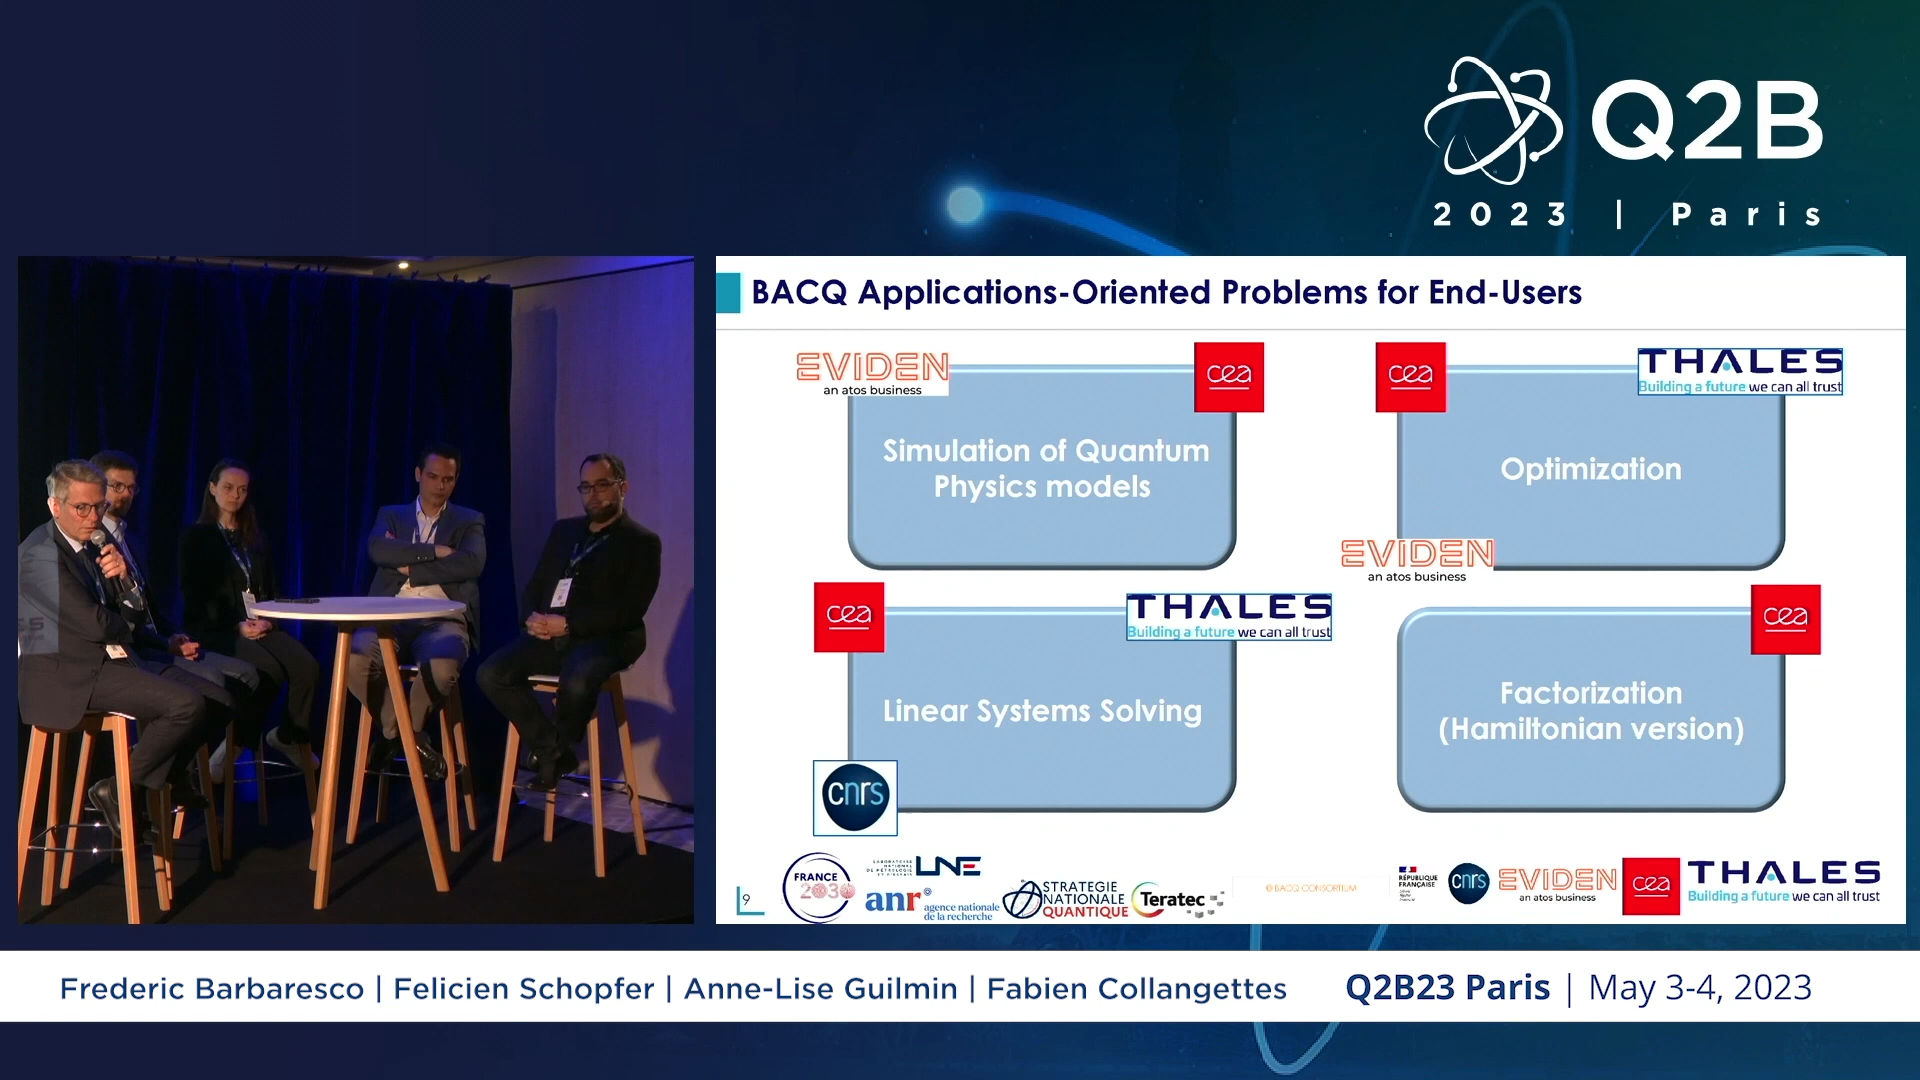 Q2B
2023 | Paris
BACQ Applications-Oriented Problems for End-Users
EVIDEN
an atos business
cea
Simulation of Quantum
Physics models
cea
THALES
Building a future we can all trust
Optimization
EVIDEN
an atos business
cea
THALES
Building a future we can all trust
Linear Systems Solving
cnrs
cea
Factorization
(Hamiltonian version)
9
FRANCE
2030
LNE
anr
agence nationale
de la recherche
STRATEGIE
NATIONALE
QUANTIQUE
Teratec
© BACQ CONSORTIUM
RÉPUBLIQUE
FRANÇAISE
cnrs
EVIDEN
an atos business
cea
THALES
Building a future we can all trust
Frederic Barbaresco | Felicien Schopfer | Anne-Lise Guilmin | Fabien Collangettes
Q2B23 Paris | May 3-4, 2023